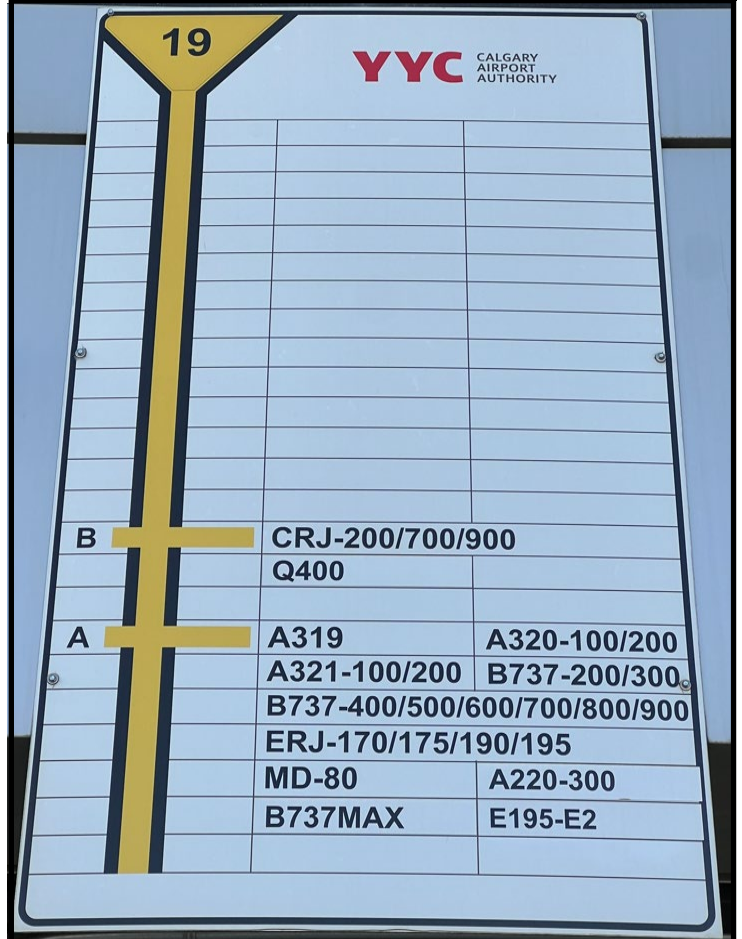 19
YYC CALGARY
AIRPORT
AUTHORITY
B CRJ-200/700/900
Q400
A A319 A320-100/200
A321-100/200 B737-200/300
B737-400/500/600/700/800/900
ERJ-170/175/190/195
MD-80 A220-300
B737MAX E195-E2